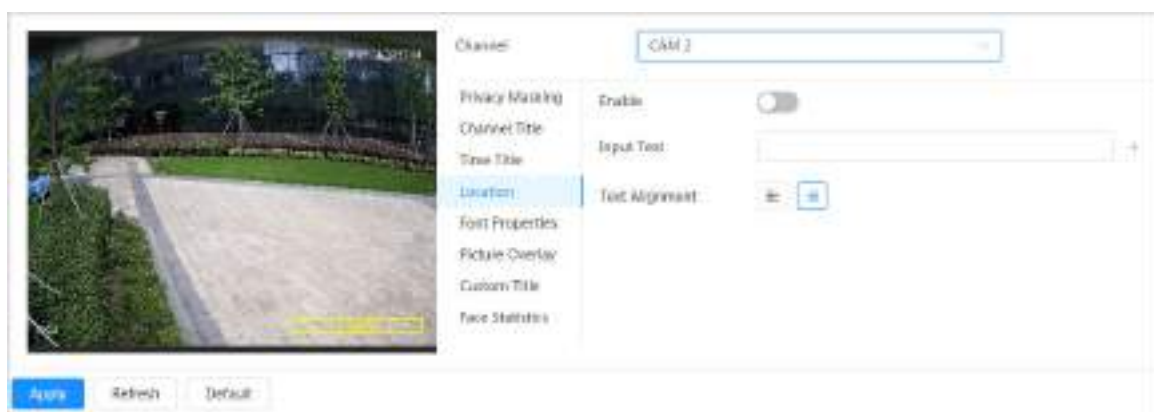 Channel
CAM 2
Privacy Masking
Enable
Channel Title
Input Text
Time Title
Location
Text Alignment
Font Properties
Picture Overlay
Custom Title
Face Statistics
Apply
Refresh
Default